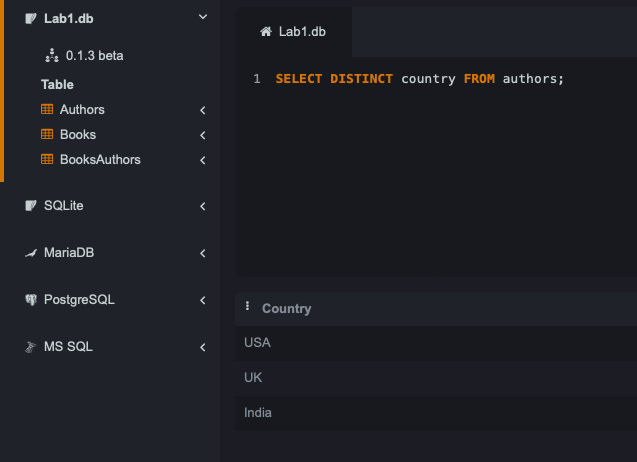 Lab1.db
0.1.3 beta
Table
Authors
Books
BooksAuthors
SQLite
MariaDB
PostgreSQL
MS SQL
Lab1.db
1 SELECT DISTINCT country FROM authors;
Country
USA
UK
India